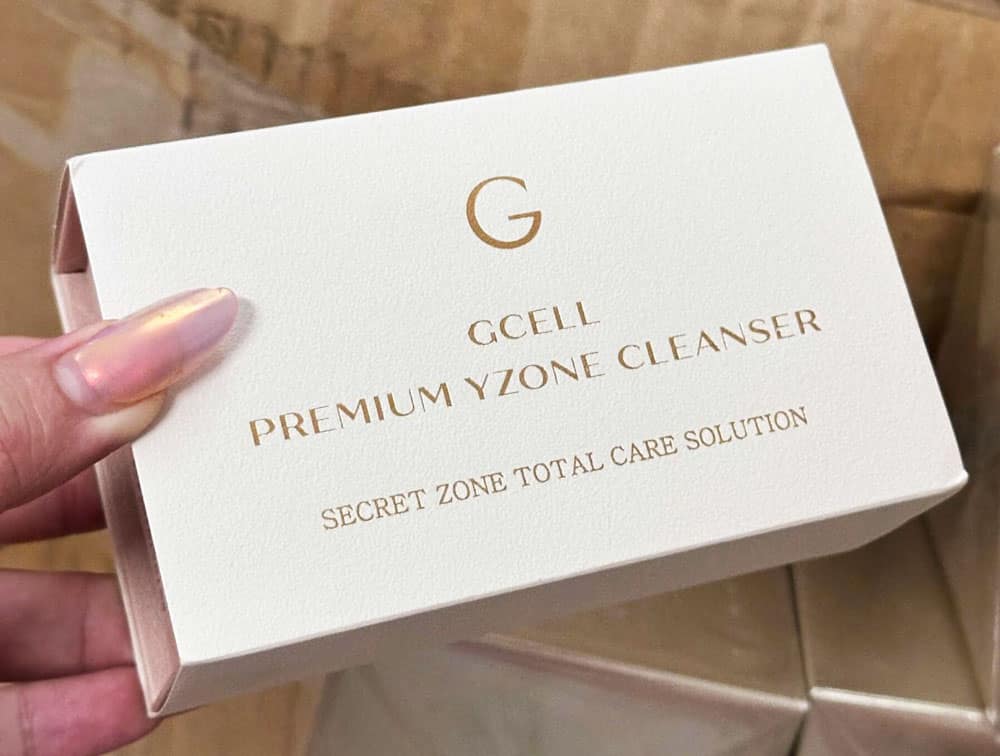 G
GCELL
PREMIUM YZONE CLEANSER
SECRET ZONE TOTAL CARE SOLUTION